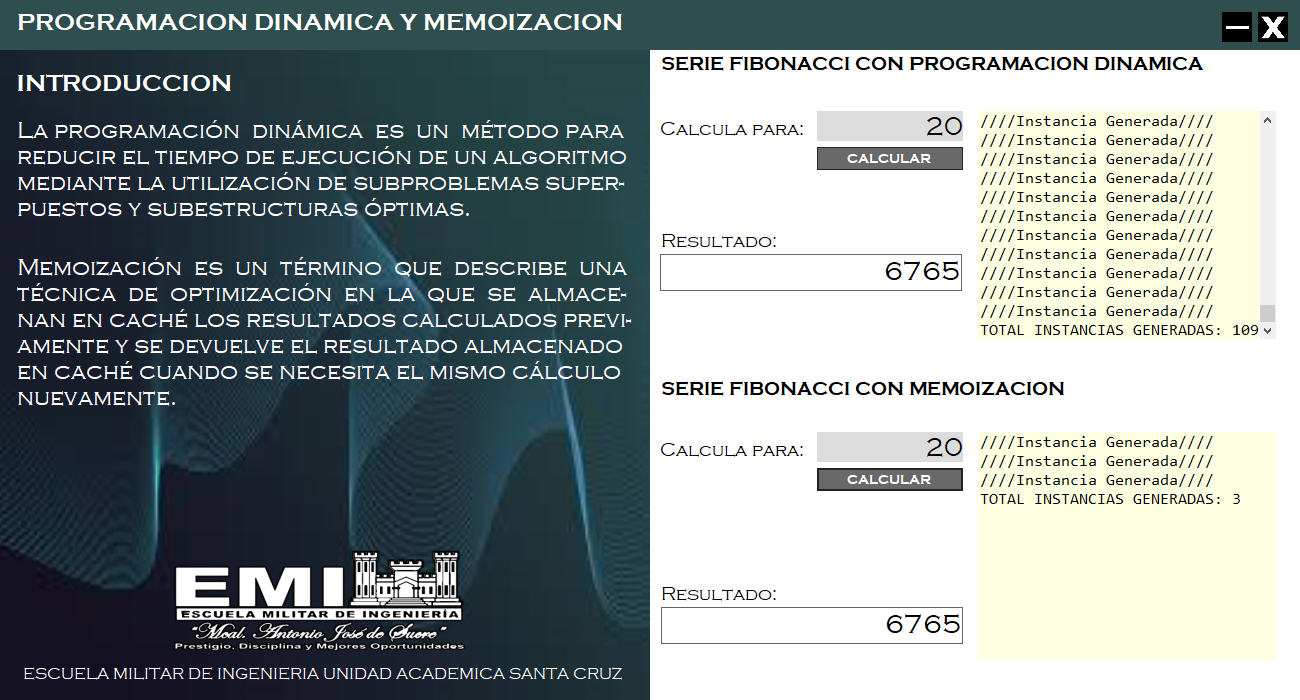 PROGRAMACION DINAMICA Y MEMOIZACION
X
INTRODUCCION
LA PROGRAMACIÓN DINÁMICA ES UN MÉTODO PARA
REDUCIR EL TIEMPO DE EJECUCIÓN DE UN ALGORITMO
MEDIANTE LA UTILIZACIÓN DE SUBPROBLEMAS SUPER-
PUESTOS Y SUBESTRUCTURAS ÓPTIMAS.
MEMOIZACIÓN ES UN TÉRMINO QUE DESCRIBE UNA
TÉCNICA DE OPTIMIZACIÓN EN LA QUE SE ALMACE-
NAN EN CACHÉ LOS RESULTADOS CALCULADOS PREVI-
AMENTE Y SE DEVUELVE EL RESULTADO ALMACENADO
EN CACHÉ CUANDO SE NECESITA EL MISMO CÁLCULO
NUEVAMENTE.
EMI
ESCUELA MILITAR DE INGENIERÍA
"Mcal. Antonio José de Sucre"
Prestigio, Disciplina y Mejores Oportunidades
ESCUELA MILITAR DE INGENIERIA UNIDAD ACADEMICA SANTA CRUZ
SERIE FIBONACCI CON PROGRAMACION DINAMICA
CALCULA PARA:
20
CALCULAR
RESULTADO:
6765
////Instancia Generada////
////Instancia Generada////
////Instancia Generada////
////Instancia Generada////
////Instancia Generada////
////Instancia Generada////
////Instancia Generada////
////Instancia Generada////
////Instancia Generada////
////Instancia Generada////
////Instancia Generada////
TOTAL INSTANCIAS GENERADAS: 109
SERIE FIBONACCI CON MEMOIZACION
CALCULA PARA:
20
CALCULAR
RESULTADO:
6765
////Instancia Generada////
////Instancia Generada////
////Instancia Generada////
TOTAL INSTANCIAS GENERADAS: 3